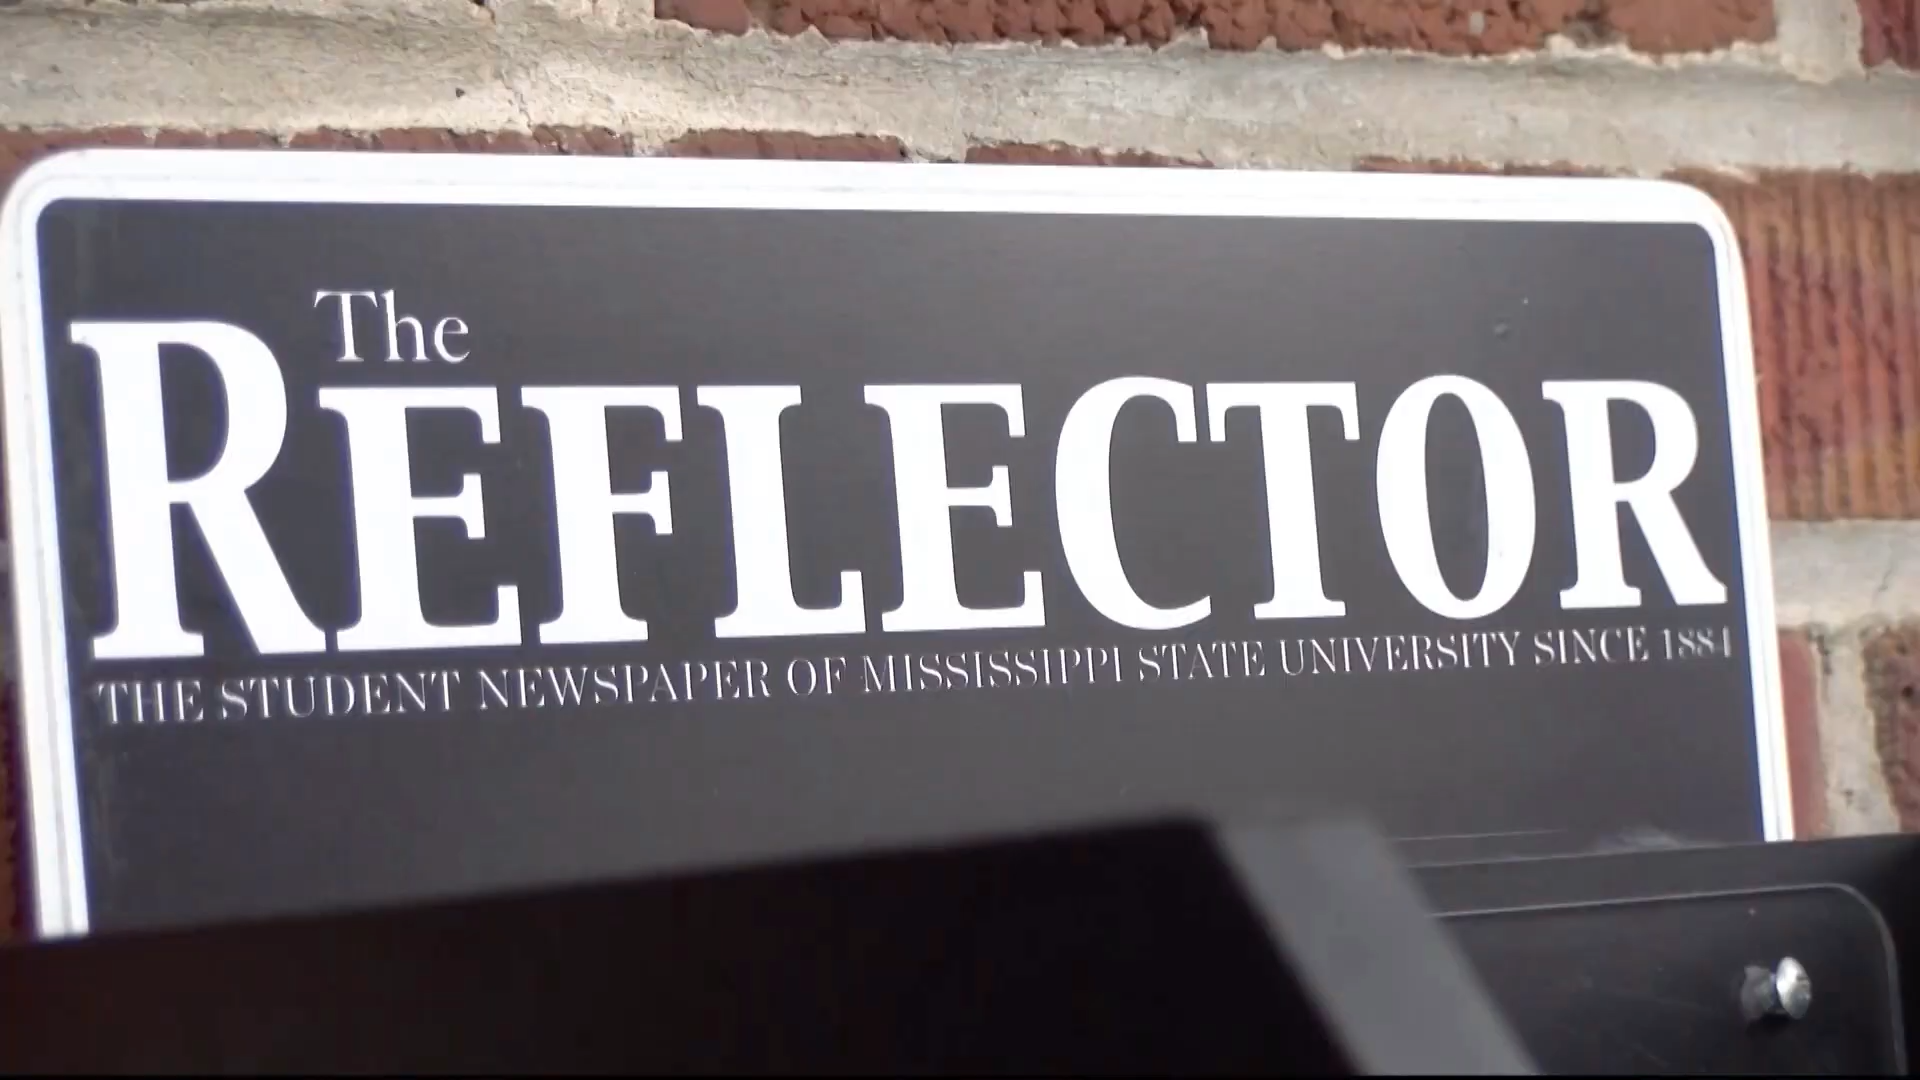 The
REFLECTOR
THE STUDENT NEWSPAPER OF MISSISSIPPI STATE UNIVERSITY SINCE 1884